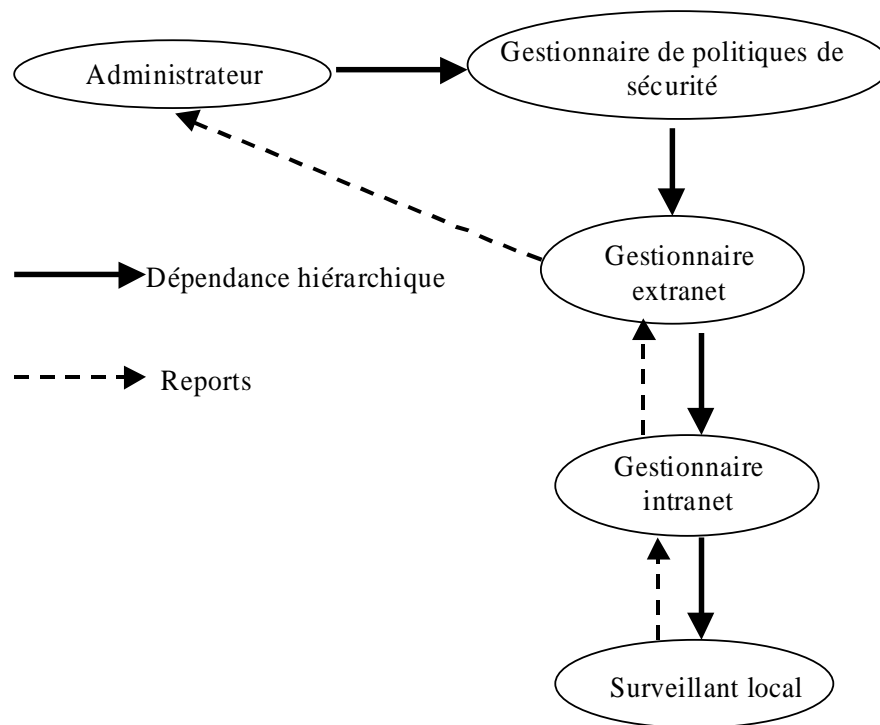 Administrateur
Gestionnaire de politiques de
sécurité
Gestionnaire
extranet
Dépendance hiérarchique
Reports
Gestionnaire
intranet
Surveillant local